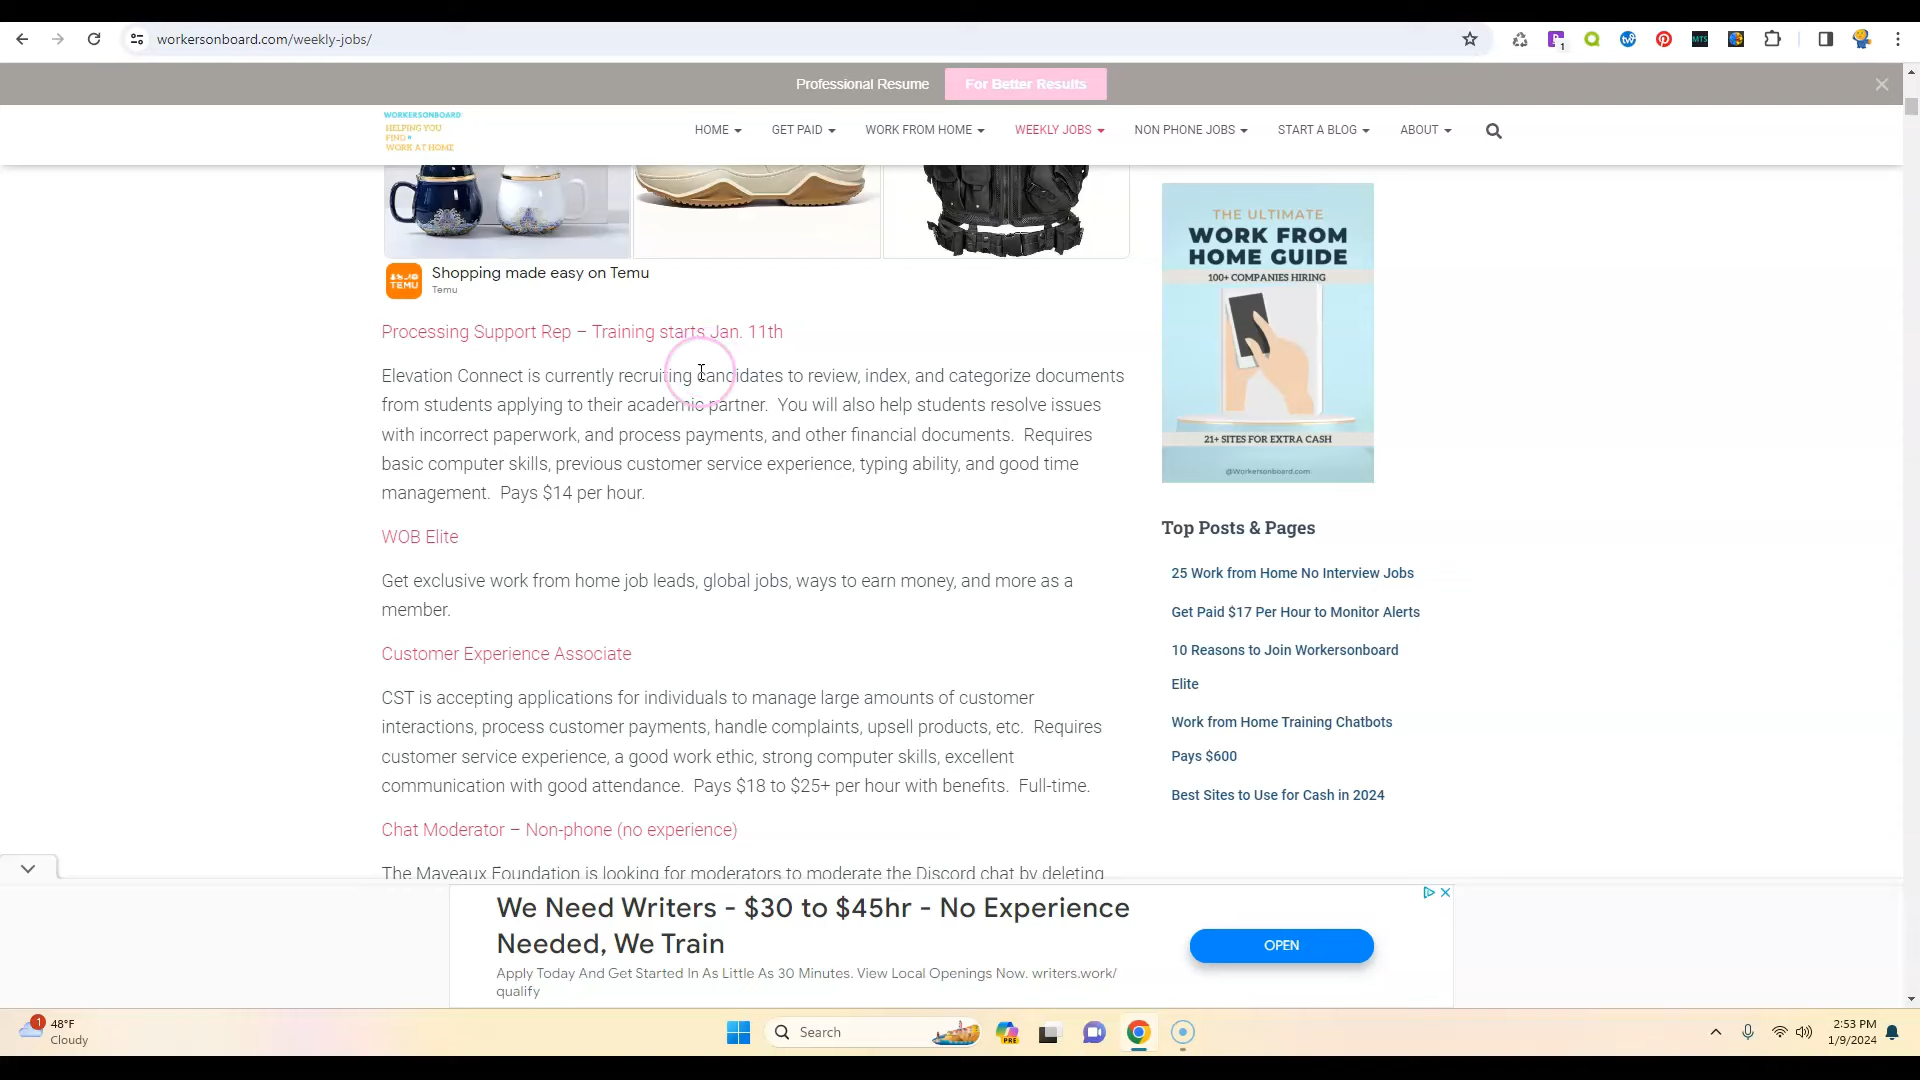 workersonboard.com/weekly-jobs/
1
MTS
Professional Resume
For Better Results
WORKERSONBOARD
HELPING YOU
FIND
WORK AT HOME
HOME
GET PAID
WORK FROM HOME
WEEKLY JOBS
NON PHONE JOBS
START A BLOG
ABOUT
TEMU
Shopping made easy on Temu
Temu
Processing Support Rep – Training starts Jan. 11th
Elevation Connect is currently recruiting candidates to review, index, and categorize documents
from students applying to their academic partner. You will also help students resolve issues
with incorrect paperwork, and process payments, and other financial documents. Requires
basic computer skills, previous customer service experience, typing ability, and good time
management. Pays $14 per hour.
WOB Elite
Get exclusive work from home job leads, global jobs, ways to earn money, and more as a
member.
Customer Experience Associate
CST is accepting applications for individuals to manage large amounts of customer
interactions, process customer payments, handle complaints, upsell products, etc. Requires
customer service experience, a good work ethic, strong computer skills, excellent
communication with good attendance. Pays $18 to $25+ per hour with benefits. Full-time.
Chat Moderator – Non-phone (no experience)
The Maveaux Foundation is looking for moderators to moderate the Discord chat by deleting
THE ULTIMATE
WORK FROM
HOME GUIDE
100+ COMPANIES HIRING
21+ SITES FOR EXTRA CASH
@Workersonboard.com
Top Posts & Pages
25 Work from Home No Interview Jobs
Get Paid $17 Per Hour to Monitor Alerts
10 Reasons to Join Workersonboard
Elite
Work from Home Training Chatbots
Pays $600
Best Sites to Use for Cash in 2024
We Need Writers - $30 to $45hr - No Experience
Needed, We Train
Apply Today And Get Started In As Little As 30 Minutes. View Local Openings Now. writers.work/
qualify
OPEN
1
48°F
Cloudy
Search
PRE
2:53 PM
1/9/2024